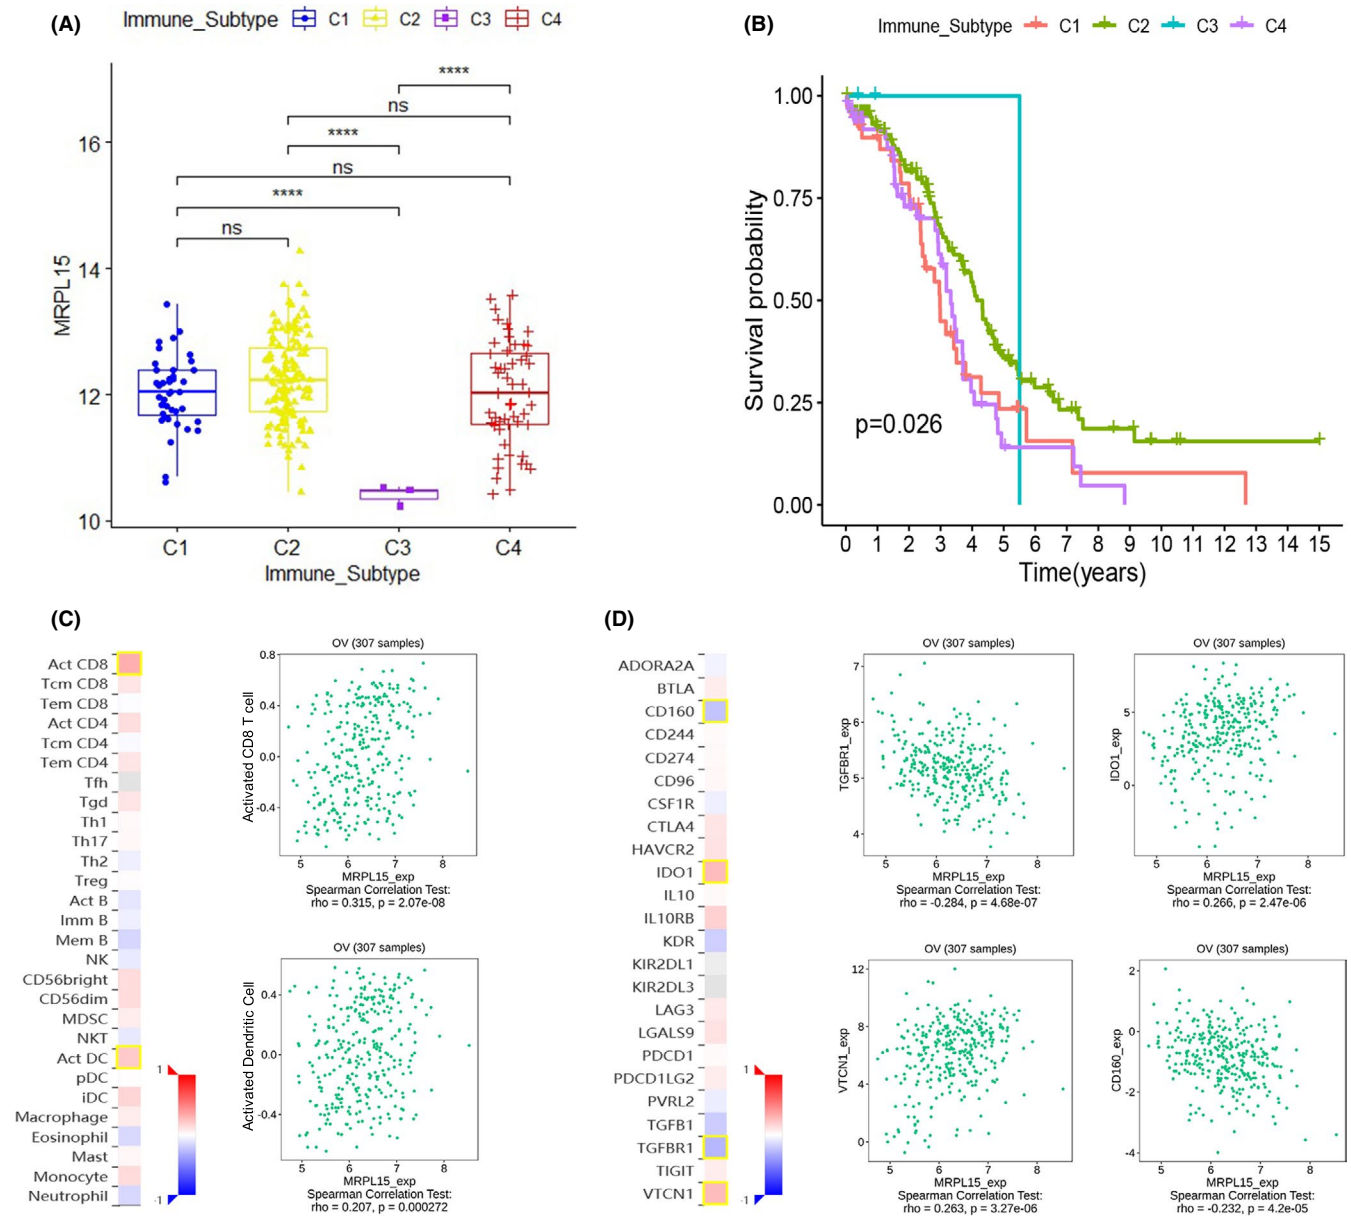 (A)
Immune_Subtype C1 C2 C3 C4
****
ns
****
ns
****
ns
MRPL15
16
14
12
10
C1 C2 C3 C4
Immune_Subtype
(B)
Immune_Subtype C1 C2 C3 C4
Survival probability
1.00
0.75
0.50
0.25
0.00
p=0.026
0 1 2 3 4 5 6 7 8 9 10 11 12 13 14 15
Time(years)
(C)
Act CD8
Tcm CD8
Tem CD8
Act CD4
Tcm CD4
Tem CD4
Tfh
Tgd
Th1
Th17
Th2
Treg
Act B
Imm B
Mem B
NK
CD56bright
CD56dim
MDSC
NKT
Act DC
pDC
iDC
Macrophage
Eosinophil
Mast
Monocyte
Neutrophil
1
-1
OV (307 samples)
Activated CD8 T cell
0.8
0.4
0.0
-0.4
5 6 7 8
MRPL15_exp
Spearman Correlation Test:
rho = 0.315, p = 2.07e-08
OV (307 samples)
Activated Dendritic Cell
0.4
0.0
-0.4
5 6 7 8
MRPL15_exp
Spearman Correlation Test:
rho = 0.207, p = 0.000272
(D)
ADORA2A
BTLA
CD160
CD244
CD274
CD96
CSF1R
CTLA4
HAVCR2
IDO1
IL10
IL10RB
KDR
KIR2DL1
KIR2DL3
LAG3
LGALS9
PDCD1
PDCD1LG2
PVRL2
TGFB1
TGFBR1
TIGIT
VTCN1
1
-1
OV (307 samples)
TGFBR1_exp
7
6
5
4
5 6 7 8
MRPL15_exp
Spearman Correlation Test:
rho = -0.284, p = 4.68e-07
OV (307 samples)
IDO1_exp
5
0
5 6 7 8
MRPL15_exp
Spearman Correlation Test:
rho = 0.266, p = 2.47e-06
OV (307 samples)
VTCN1_exp
12
8
4
0
5 6 7 8
MRPL15_exp
Spearman Correlation Test:
rho = 0.263, p = 3.27e-06
OV (307 samples)
CD160_exp
2
0
-2
-4
5 6 7 8
MRPL15_exp
Spearman Correlation Test:
rho = -0.232, p = 4.2e-05